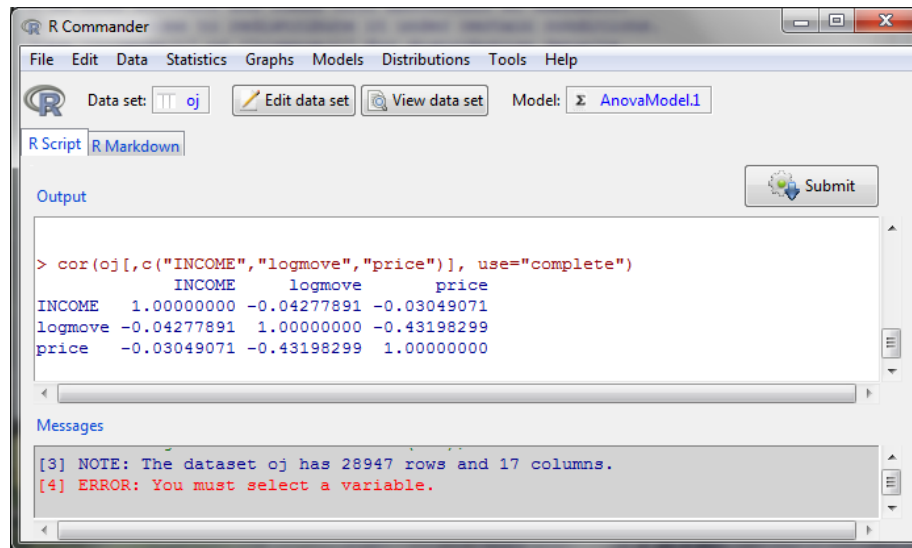 R Commander
File Edit Data Statistics Graphs Models Distributions Tools Help
R Data set: oj Edit data set View data set Model: Σ AnovaModel.1
R Script R Markdown
Submit
Output
> cor(oj[,c("INCOME","logmove","price")], use="complete")
INCOME logmove price
INCOME 1.00000000 -0.04277891 -0.03049071
logmove -0.04277891 1.00000000 -0.43198299
price -0.03049071 -0.43198299 1.00000000
Messages
[3] NOTE: The dataset oj has 28947 rows and 17 columns.
[4] ERROR: You must select a variable.